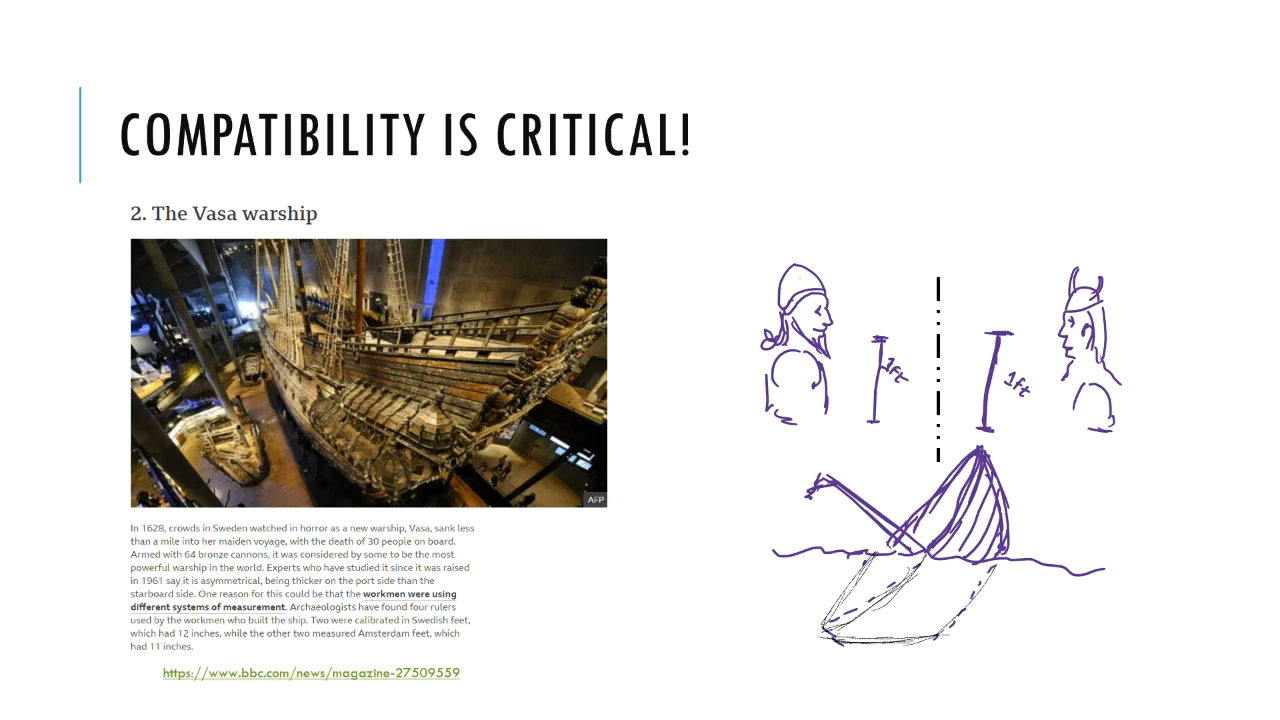 COMPATIBILITY IS CRITICAL!
2. The Vasa warship
AFP
In 1628, crowds in Sweden watched in horror as a new warship, Vasa, sank less
than a mile into her maiden voyage, with the death of 30 people on board.
Armed with 64 bronze cannons, it was considered by some to be the most
powerful warship in the world. Experts who have studied it since it was raised
in 1961 say it is asymmetrical, being thicker on the port side than the
starboard side. One reason for this could be that the workmen were using
different systems of measurement. Archaeologists have found four rulers
used by the workmen who built the ship. Two were calibrated in Swedish feet,
which had 12 inches, while the other two measured Amsterdam feet, which
had 11 inches.
https://www.bbc.com/news/magazine-27509559
1ft
1ft